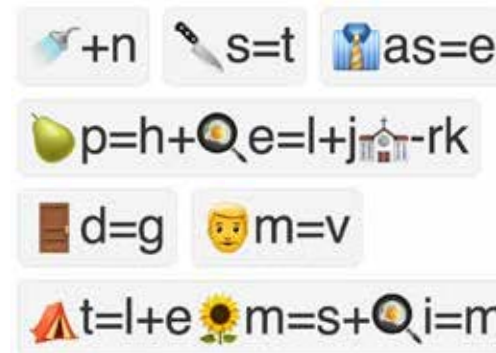 🚿+n 🔪s=t 👔as=e
🍐p=h+🍳e=l+j⛪-rk
🚪d=g 👨m=v
⛺t=l+e🌻m=s+🍳i=m